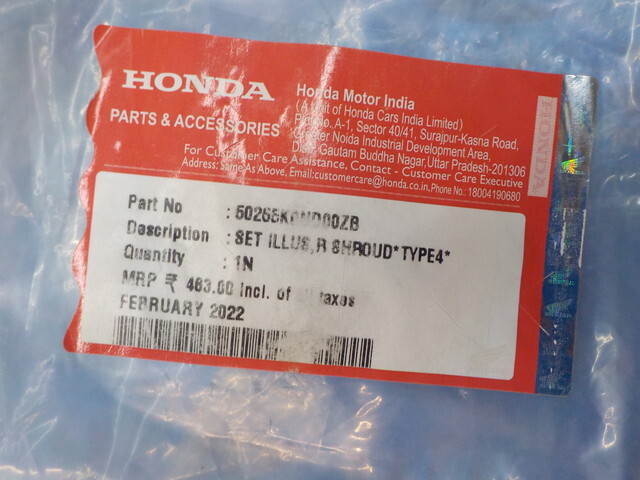 HONDA
PARTS & ACCESSORIES
Honda Motor India
(A Unit of Honda Cars India Limited)
Plot No. A-1, Sector 40/41, Surajpur-Kasna Road,
Greater Noida Industrial Development Area,
Distt. Gautam Buddha Nagar, Uttar Pradesh-201306
For Customer Care Assistance, Contact - Customer Care Executive
Address: Same As Above, Email:customercare@honda.co.in, Phone No.: 18004190680
HONDA
Part No :
Description : SET ILLUS,R SHROUD*TYPE4*
Quantity : 1N
MRP ₹ 463.00 Incl. of all taxes
FEBRUARY 2022